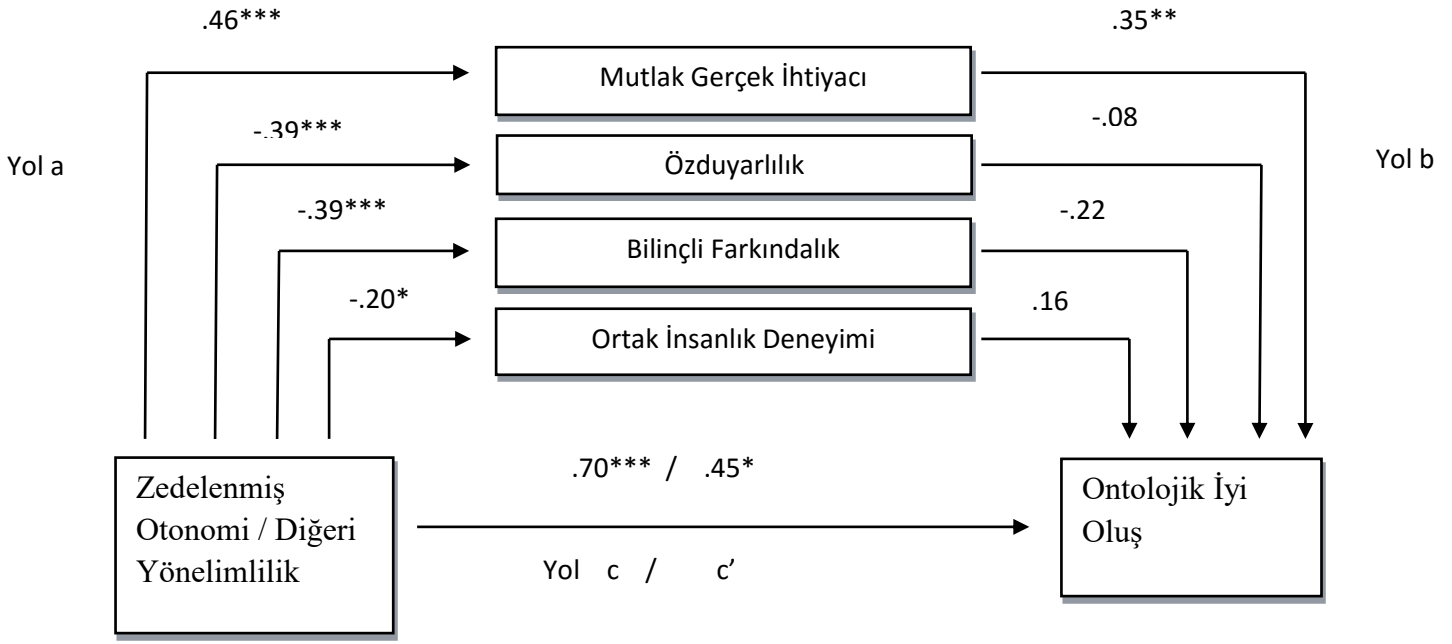 .46***
.35**
Mutlak Gerçek İhtiyacı
-.39***
-.08
Yol a
Özduyarlılık
Yol b
-.39***
-.22
Bilinçli Farkındalık
-.20*
.16
Ortak İnsanlık Deneyimi
.70*** / .45*
Zedelenmiş
Otonomi / Diğeri
Yönelimlilik
Ontolojik İyi
Oluş
Yol c / c’